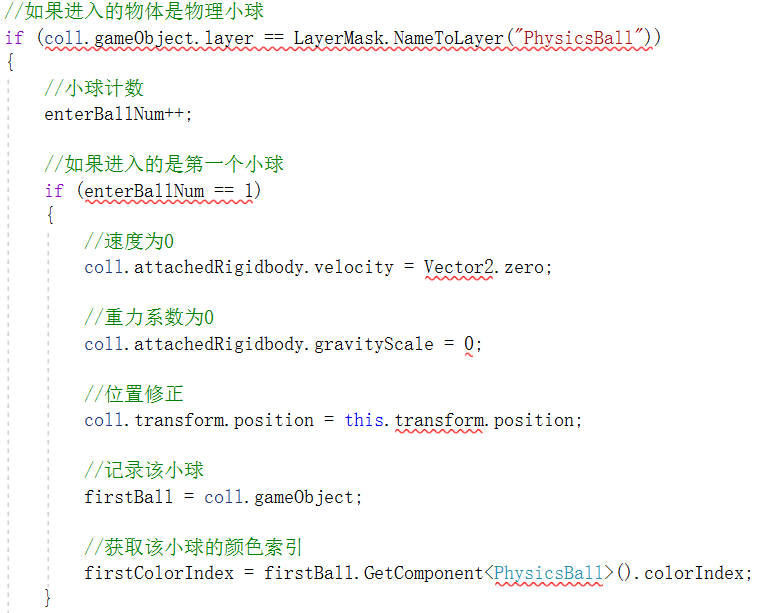 //如果进入的物体是物理小球
if (coll.gameObject.layer == LayerMask.NameToLayer("PhysicsBall"))
{
//小球计数
enterBallNum++;
//如果进入的是第一个小球
if (enterBallNum == 1)
{
//速度为0
coll.attachedRigidbody.velocity = Vector2.zero;
//重力系数为0
coll.attachedRigidbody.gravityScale = 0;
//位置修正
coll.transform.position = this.transform.position;
//记录该小球
firstBall = coll.gameObject;
//获取该小球的颜色索引
firstColorIndex = firstBall.GetComponent<PhysicsBall>().colorIndex;
}